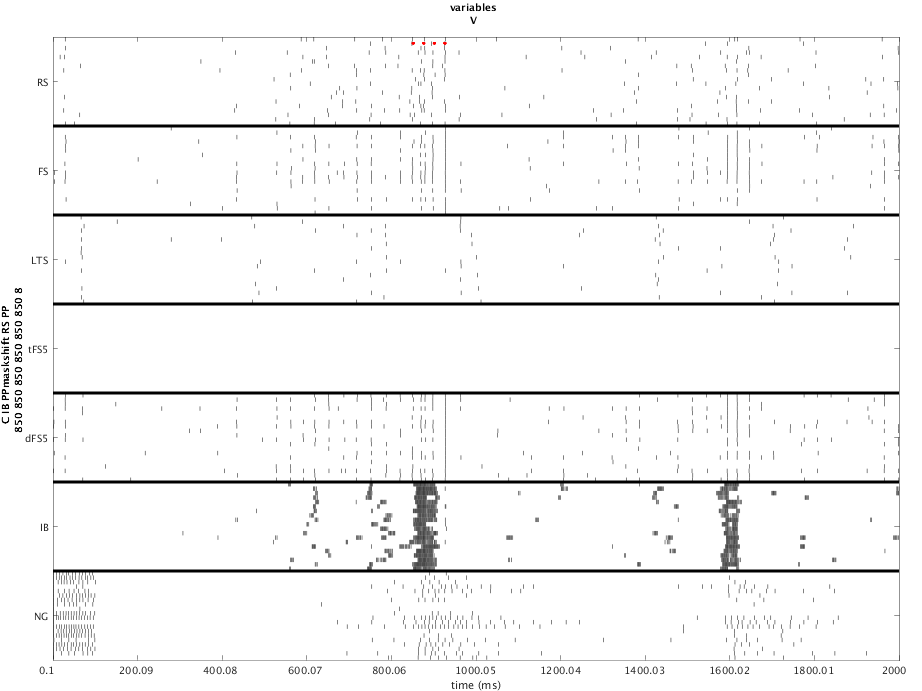 variables
V
RS
FS
LTS
tFS5
dFS5
IB
NG
C IB PPmaskshift RS PP
850 850 850 850 850 850 8
0.1 200.09 400.08 600.07 800.06 1000.05 1200.04 1400.03 1600.02 1800.01 2000
time (ms)